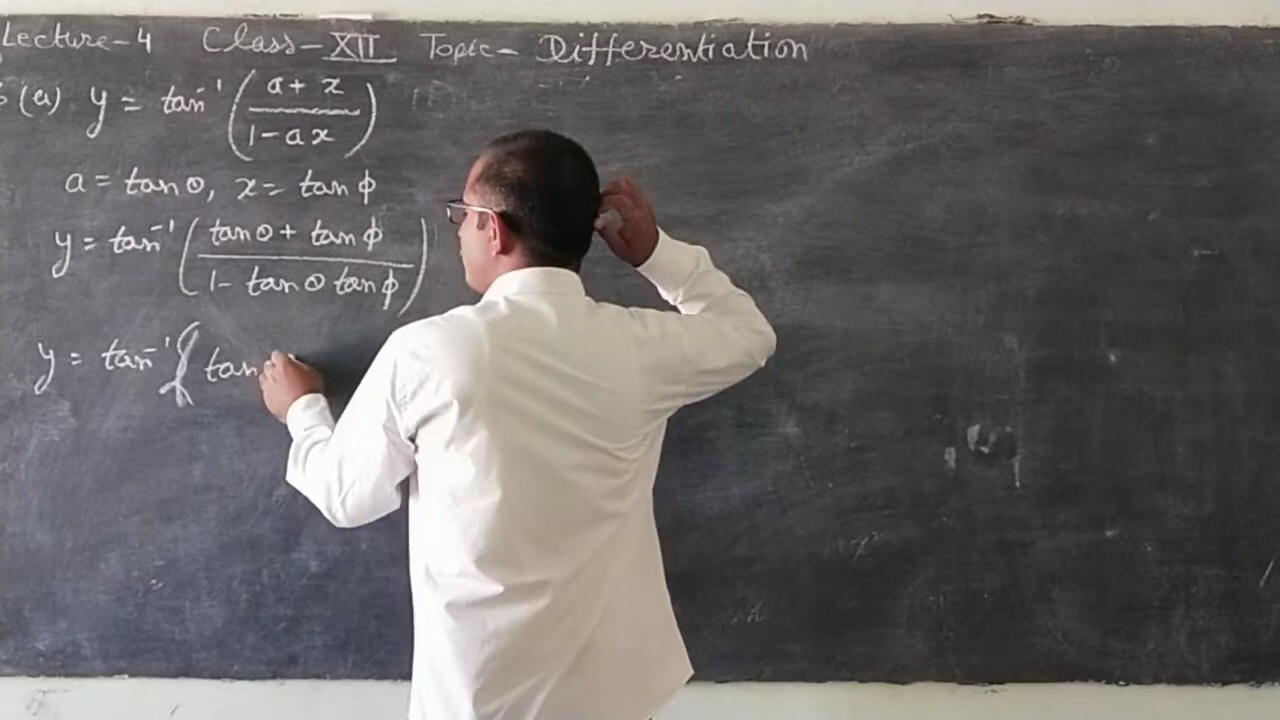 Lecture-4 Class-XII Topic- Differentiation
(a) y = tan⁻¹ (a + x / 1 - ax)
a = tan θ, x = tan ϕ
y = tan⁻¹ (tan θ + tan ϕ / 1 - tan θ tan ϕ)
y = tan⁻¹ { tan